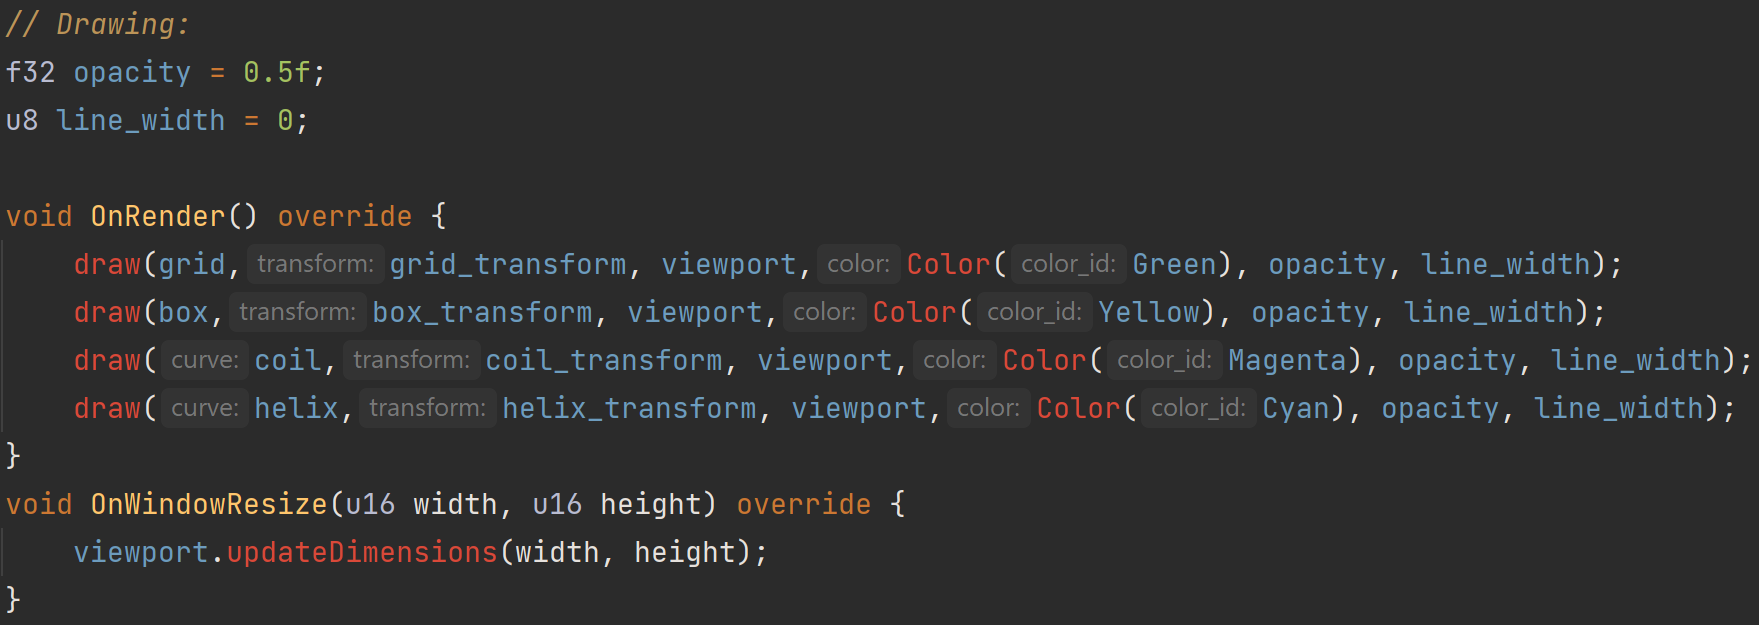 // Drawing:
f32 opacity = 0.5f;
u8 line_width = 0;
void OnRender() override {
draw(grid, transform: grid_transform, viewport, color: Color( color_id: Green), opacity, line_width);
draw(box, transform: box_transform, viewport, color: Color( color_id: Yellow), opacity, line_width);
draw( curve: coil, transform: coil_transform, viewport, color: Color( color_id: Magenta), opacity, line_width);
draw( curve: helix, transform: helix_transform, viewport, color: Color( color_id: Cyan), opacity, line_width);
}
void OnWindowResize(u16 width, u16 height) override {
viewport.updateDimensions(width, height);
}